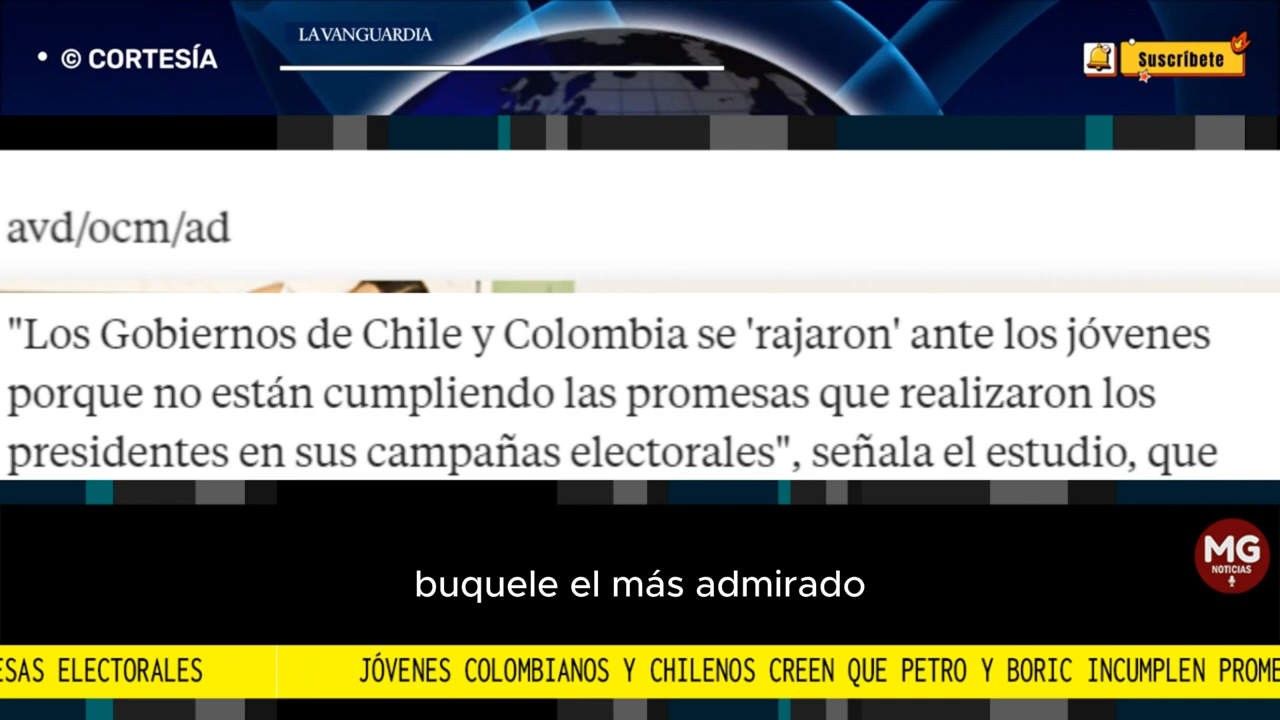 • © CORTESÍA
LAVANGUARDIA
Suscríbete
avd/ocm/ad
"Los Gobiernos de Chile y Colombia se 'rajaron' ante los jóvenes
porque no están cumpliendo las promesas que realizaron los
presidentes en sus campañas electorales", señala el estudio, que
MG
NOTICIAS
buquele el más admirado
ESAS ELECTORALES
JÓVENES COLOMBIANOS Y CHILENOS CREEN QUE PETRO Y BORIC INCUMPLEN PROME